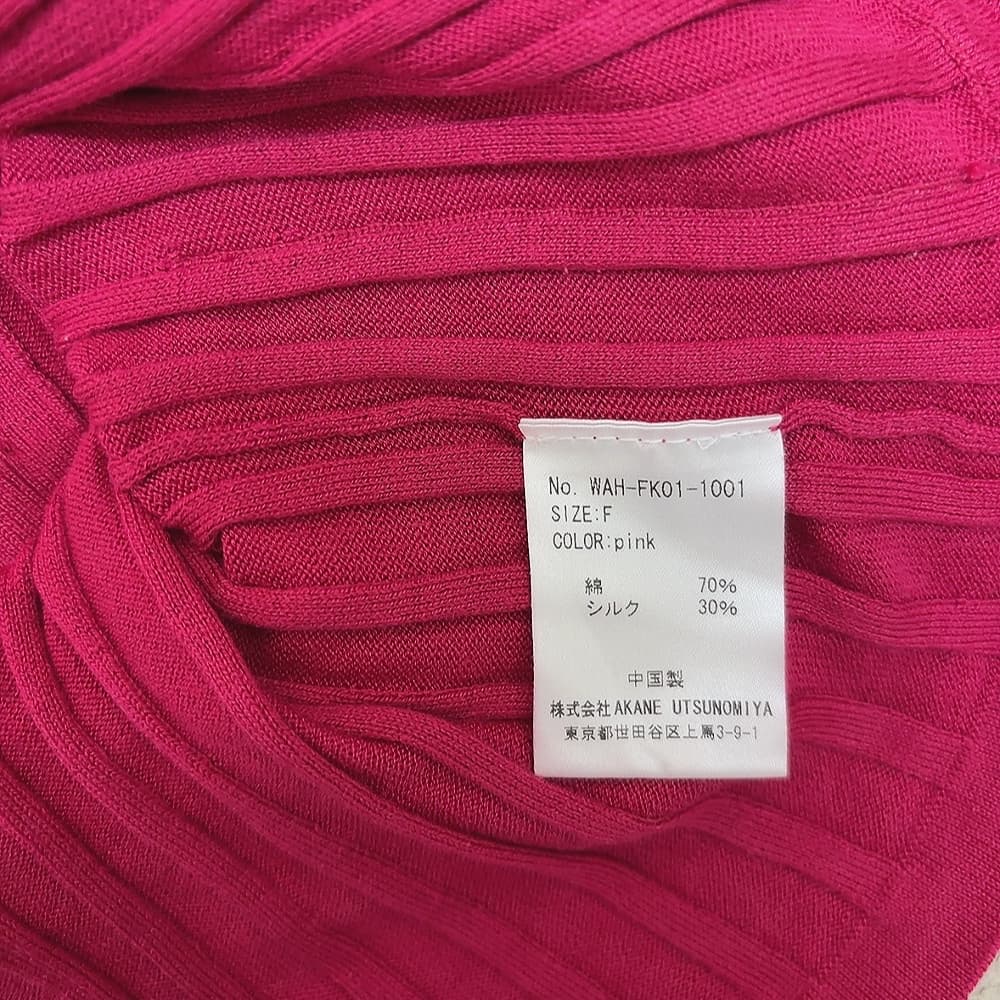 No. WAH-FK01-1001
SIZE:F
COLOR:pink
綿 70%
シルク 30%
中国製
株式会社AKANE UTSUNOMIYA
東京都世田谷区上馬3-9-1